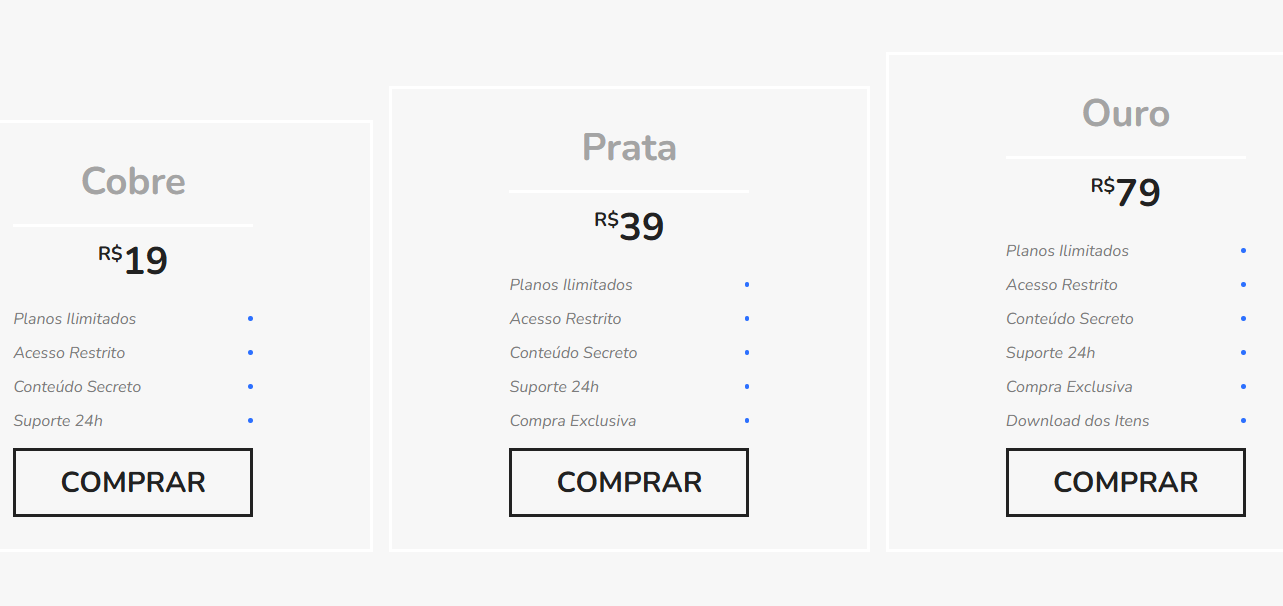 Cobre
R$19
Planos Ilimitados
Acesso Restrito
Conteúdo Secreto
Suporte 24h
COMPRAR
Prata
R$39
Planos Ilimitados
Acesso Restrito
Conteúdo Secreto
Suporte 24h
Compra Exclusiva
COMPRAR
Ouro
R$79
Planos Ilimitados
Acesso Restrito
Conteúdo Secreto
Suporte 24h
Compra Exclusiva
Download dos Itens
COMPRAR